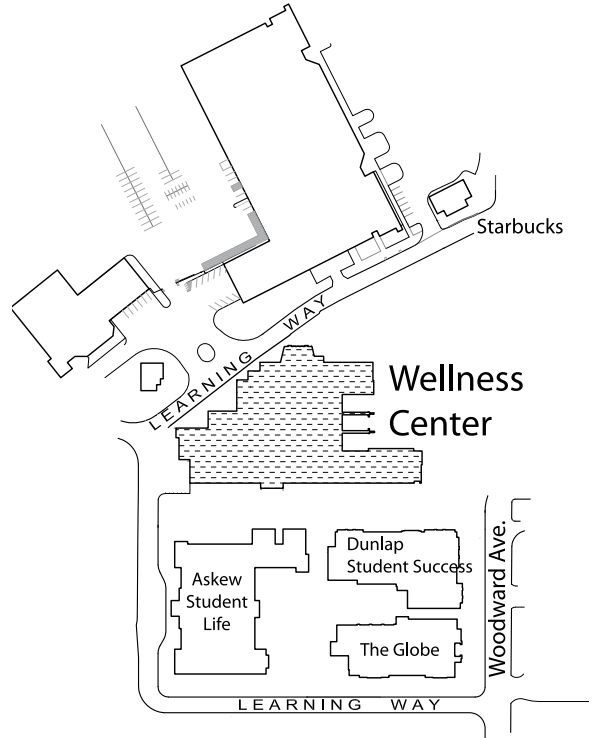 Starbucks
LEARNING WAY
Wellness
Center
Dunlap
Student Success
Woodward Ave.
Askew
Student
Life
The Globe
LEARNING WAY